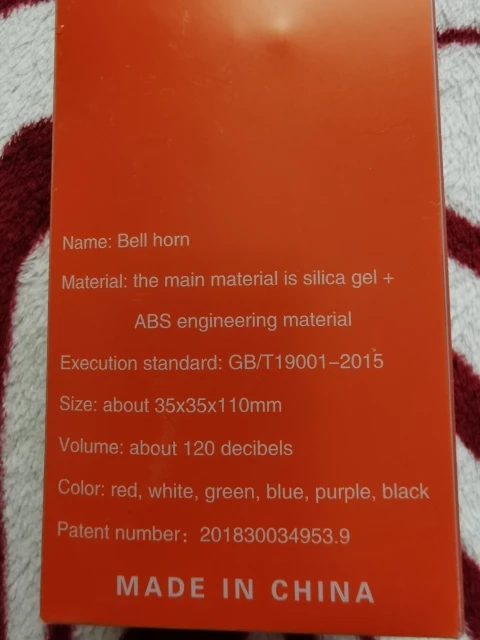 Name: Bell horn
Material: the main material is silica gel +
ABS engineering material
Execution standard: GB/T19001-2015
Size: about 35x35x110mm
Volume: about 120 decibels
Color: red, white, green, blue, purple, black
Patent number: 201830034953.9
MADE IN CHINA